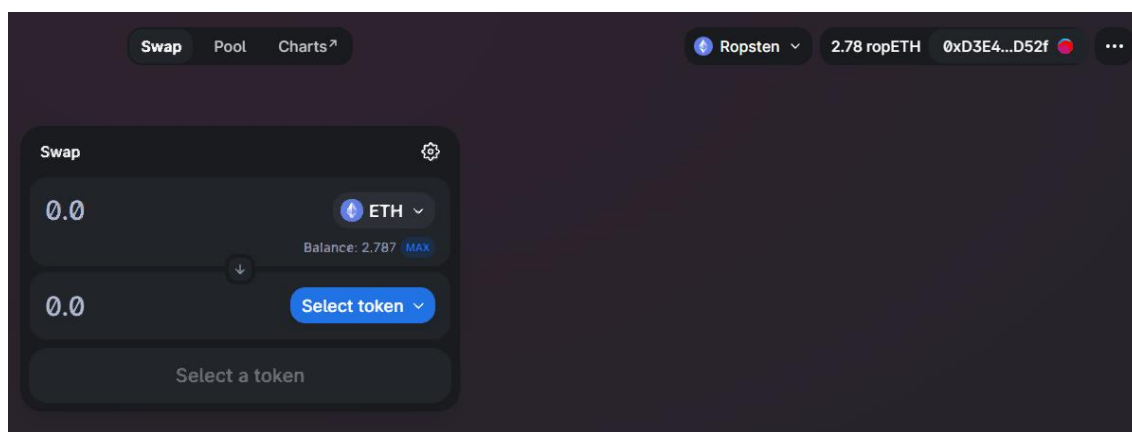 Swap Pool Charts↗ Ropsten 2.78 ropETH 0xD3E4...D52f ...
Swap
0.0 ETH
Balance: 2.787 MAX
0.0 Select token
Select a token